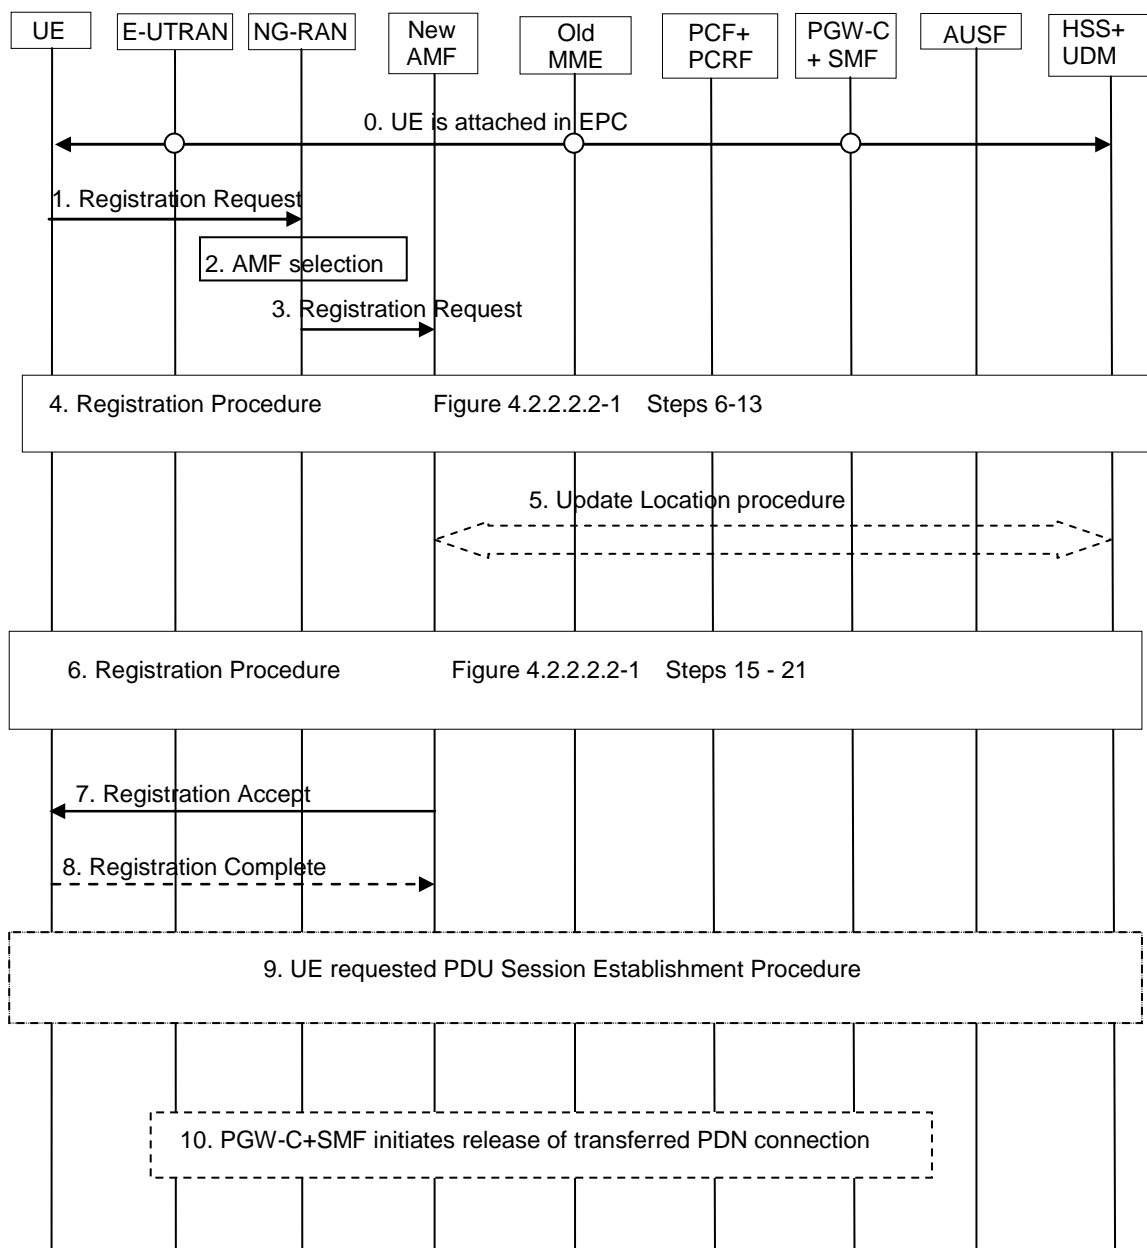 UE
E-UTRAN
NG-RAN
New
AMF
Old
MME
PCF+
PCRF
PGW-C
+ SMF
AUSF
HSS+
UDM
0. UE is attached in EPC
1. Registration Request
2. AMF selection
3. Registration Request
4. Registration Procedure Figure 4.2.2.2.2-1 Steps 6-13
5. Update Location procedure
6. Registration Procedure Figure 4.2.2.2.2-1 Steps 15 - 21
7. Registration Accept
8. Registration Complete
9. UE requested PDU Session Establishment Procedure
10. PGW-C+SMF initiates release of transferred PDN connection